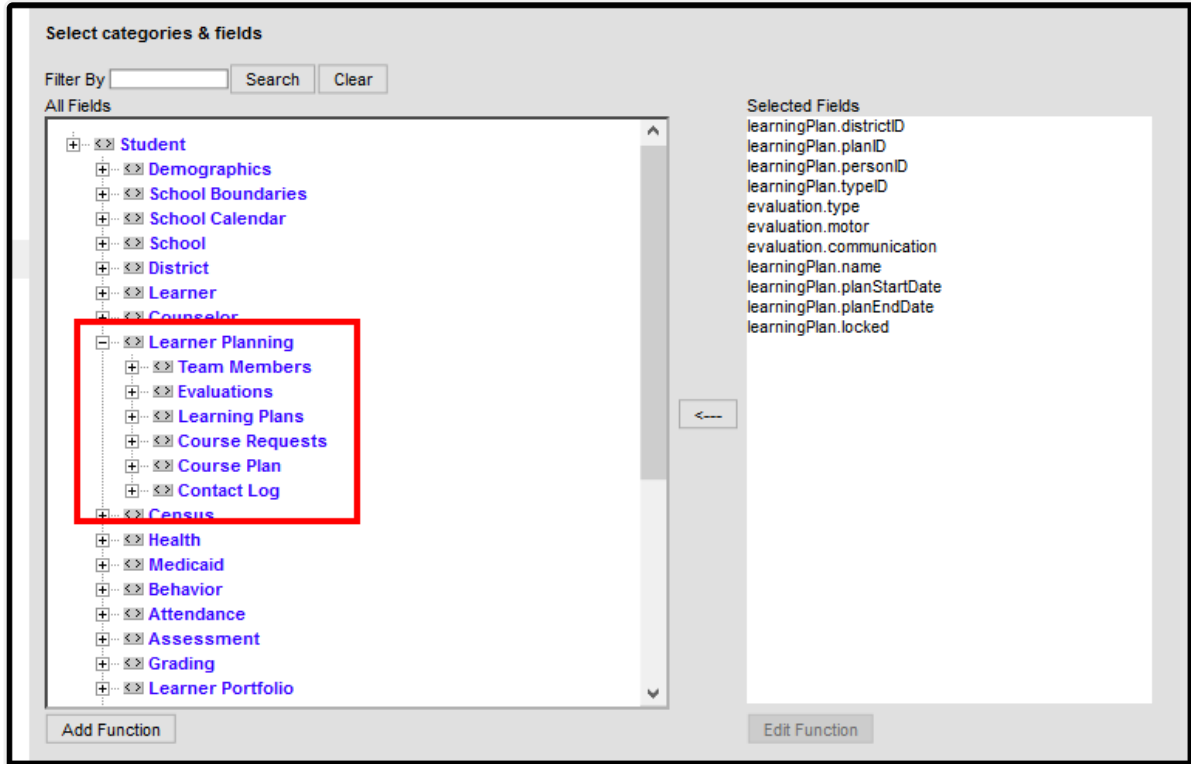 Select categories & fields
Filter By Search Clear
All Fields
Student
Demographics
School Boundaries
School Calendar
School
District
Learner
Counselor
Learner Planning
Team Members
Evaluations
Learning Plans
Course Requests
Course Plan
Contact Log
Census
Health
Medicaid
Behavior
Attendance
Assessment
Grading
Learner Portfolio
Add Function
<---
Selected Fields
learningPlan.districtID
learningPlan.planID
learningPlan.personID
learningPlan.typeID
evaluation.type
evaluation.motor
evaluation.communication
learningPlan.name
learningPlan.planStartDate
learningPlan.planEndDate
learningPlan.locked
Edit Function